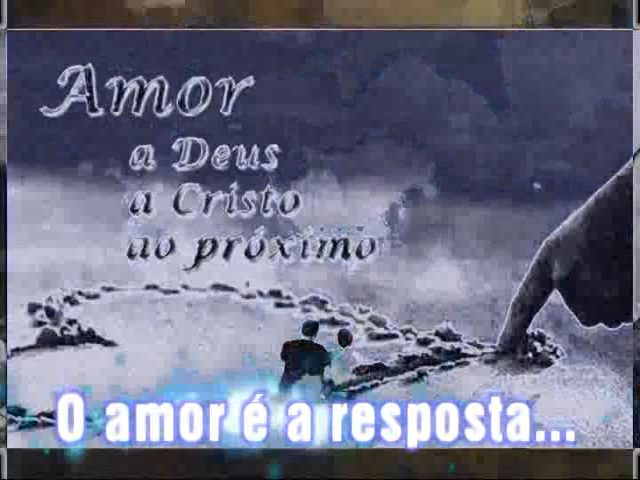 Amor
a Deus
a Cristo
ao próximo
O amor é a resposta...